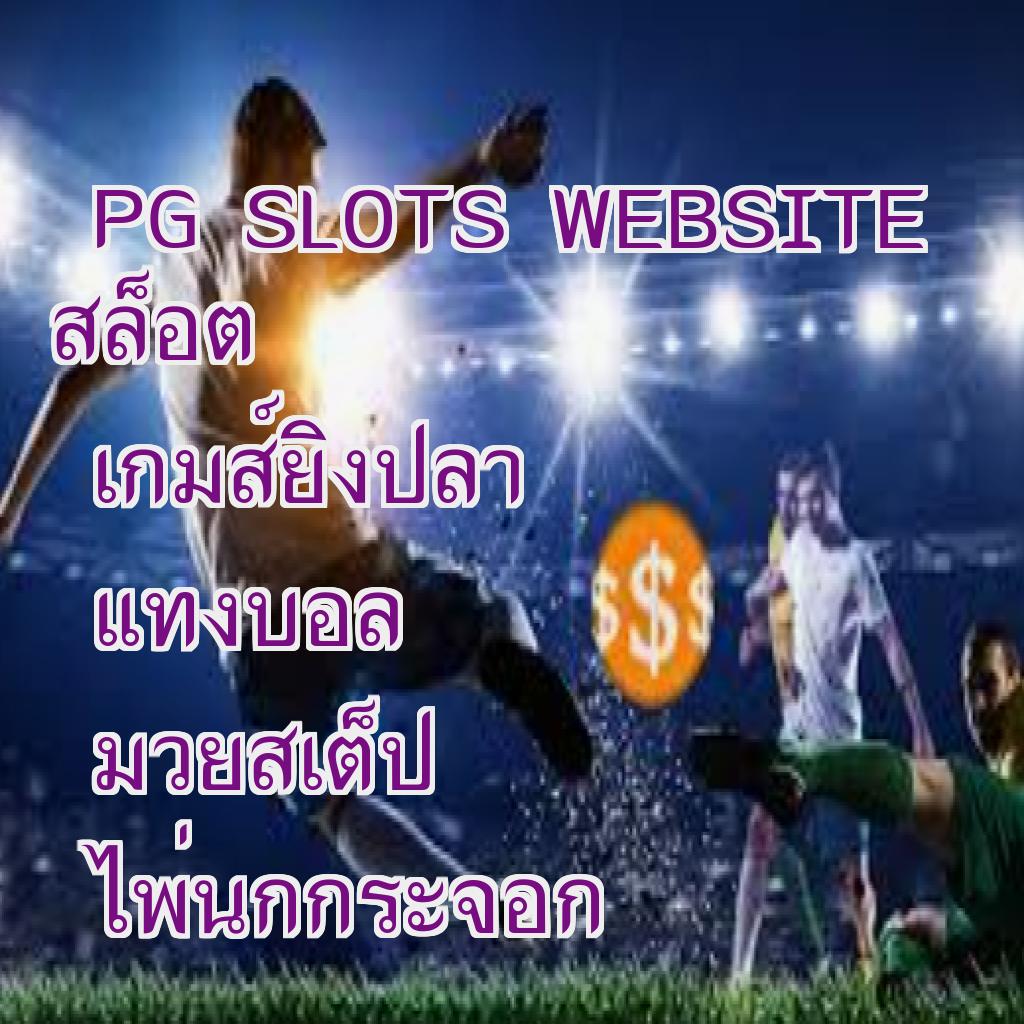 PG SLOTS WEBSITE
สล็อต
เกมส์ยิงปลา
แทงบอล
มวยสเต็ป
ไพ่นกกระจอก
$$$